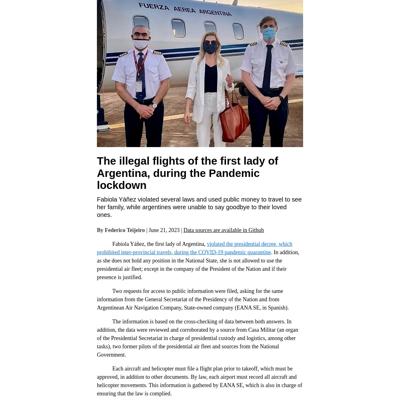 FUERZA AEREA ARGENTINA
The illegal flights of the first lady of
Argentina, during the Pandemic
lockdown
Fabiola Yáñez violated several laws and used public money to travel to see
her family, while argentines were unable to say goodbye to their loved
ones.
By Federico Teijeiro | June 21, 2023 | Data sources are available in Github
Fabiola Yáñez, the first lady of Argentina, violated the presidential decree, which
prohibited inter-provincial travels, during the COVID-19 pandemic quarantine. In addition,
as she does not hold any position in the National State, she is not allowed to use the
presidential air fleet; except in the company of the President of the Nation and if their
presence is justified.
Two requests for access to public information were filed, asking for the same
information from the General Secretariat of the Presidency of the Nation and from
Argentinean Air Navigation Company, State-owned company (EANA SE, in Spanish).
The information is based on the cross-checking of data between both answers. In
addition, the data were reviewed and corroborated by a source from Casa Militar (an organ
of the Presidential Secretariat in charge of presidential custody and logistics, among other
tasks), two former pilots of the presidential air fleet and sources from the National
Government.
Each aircraft and helicopter must file a flight plan prior to takeoff, which must be
approved, in addition to other documents. By law, each airport must record all aircraft and
helicopter movements. This information is gathered by EANA SE, which is also in charge of
ensuring that the law is complied.